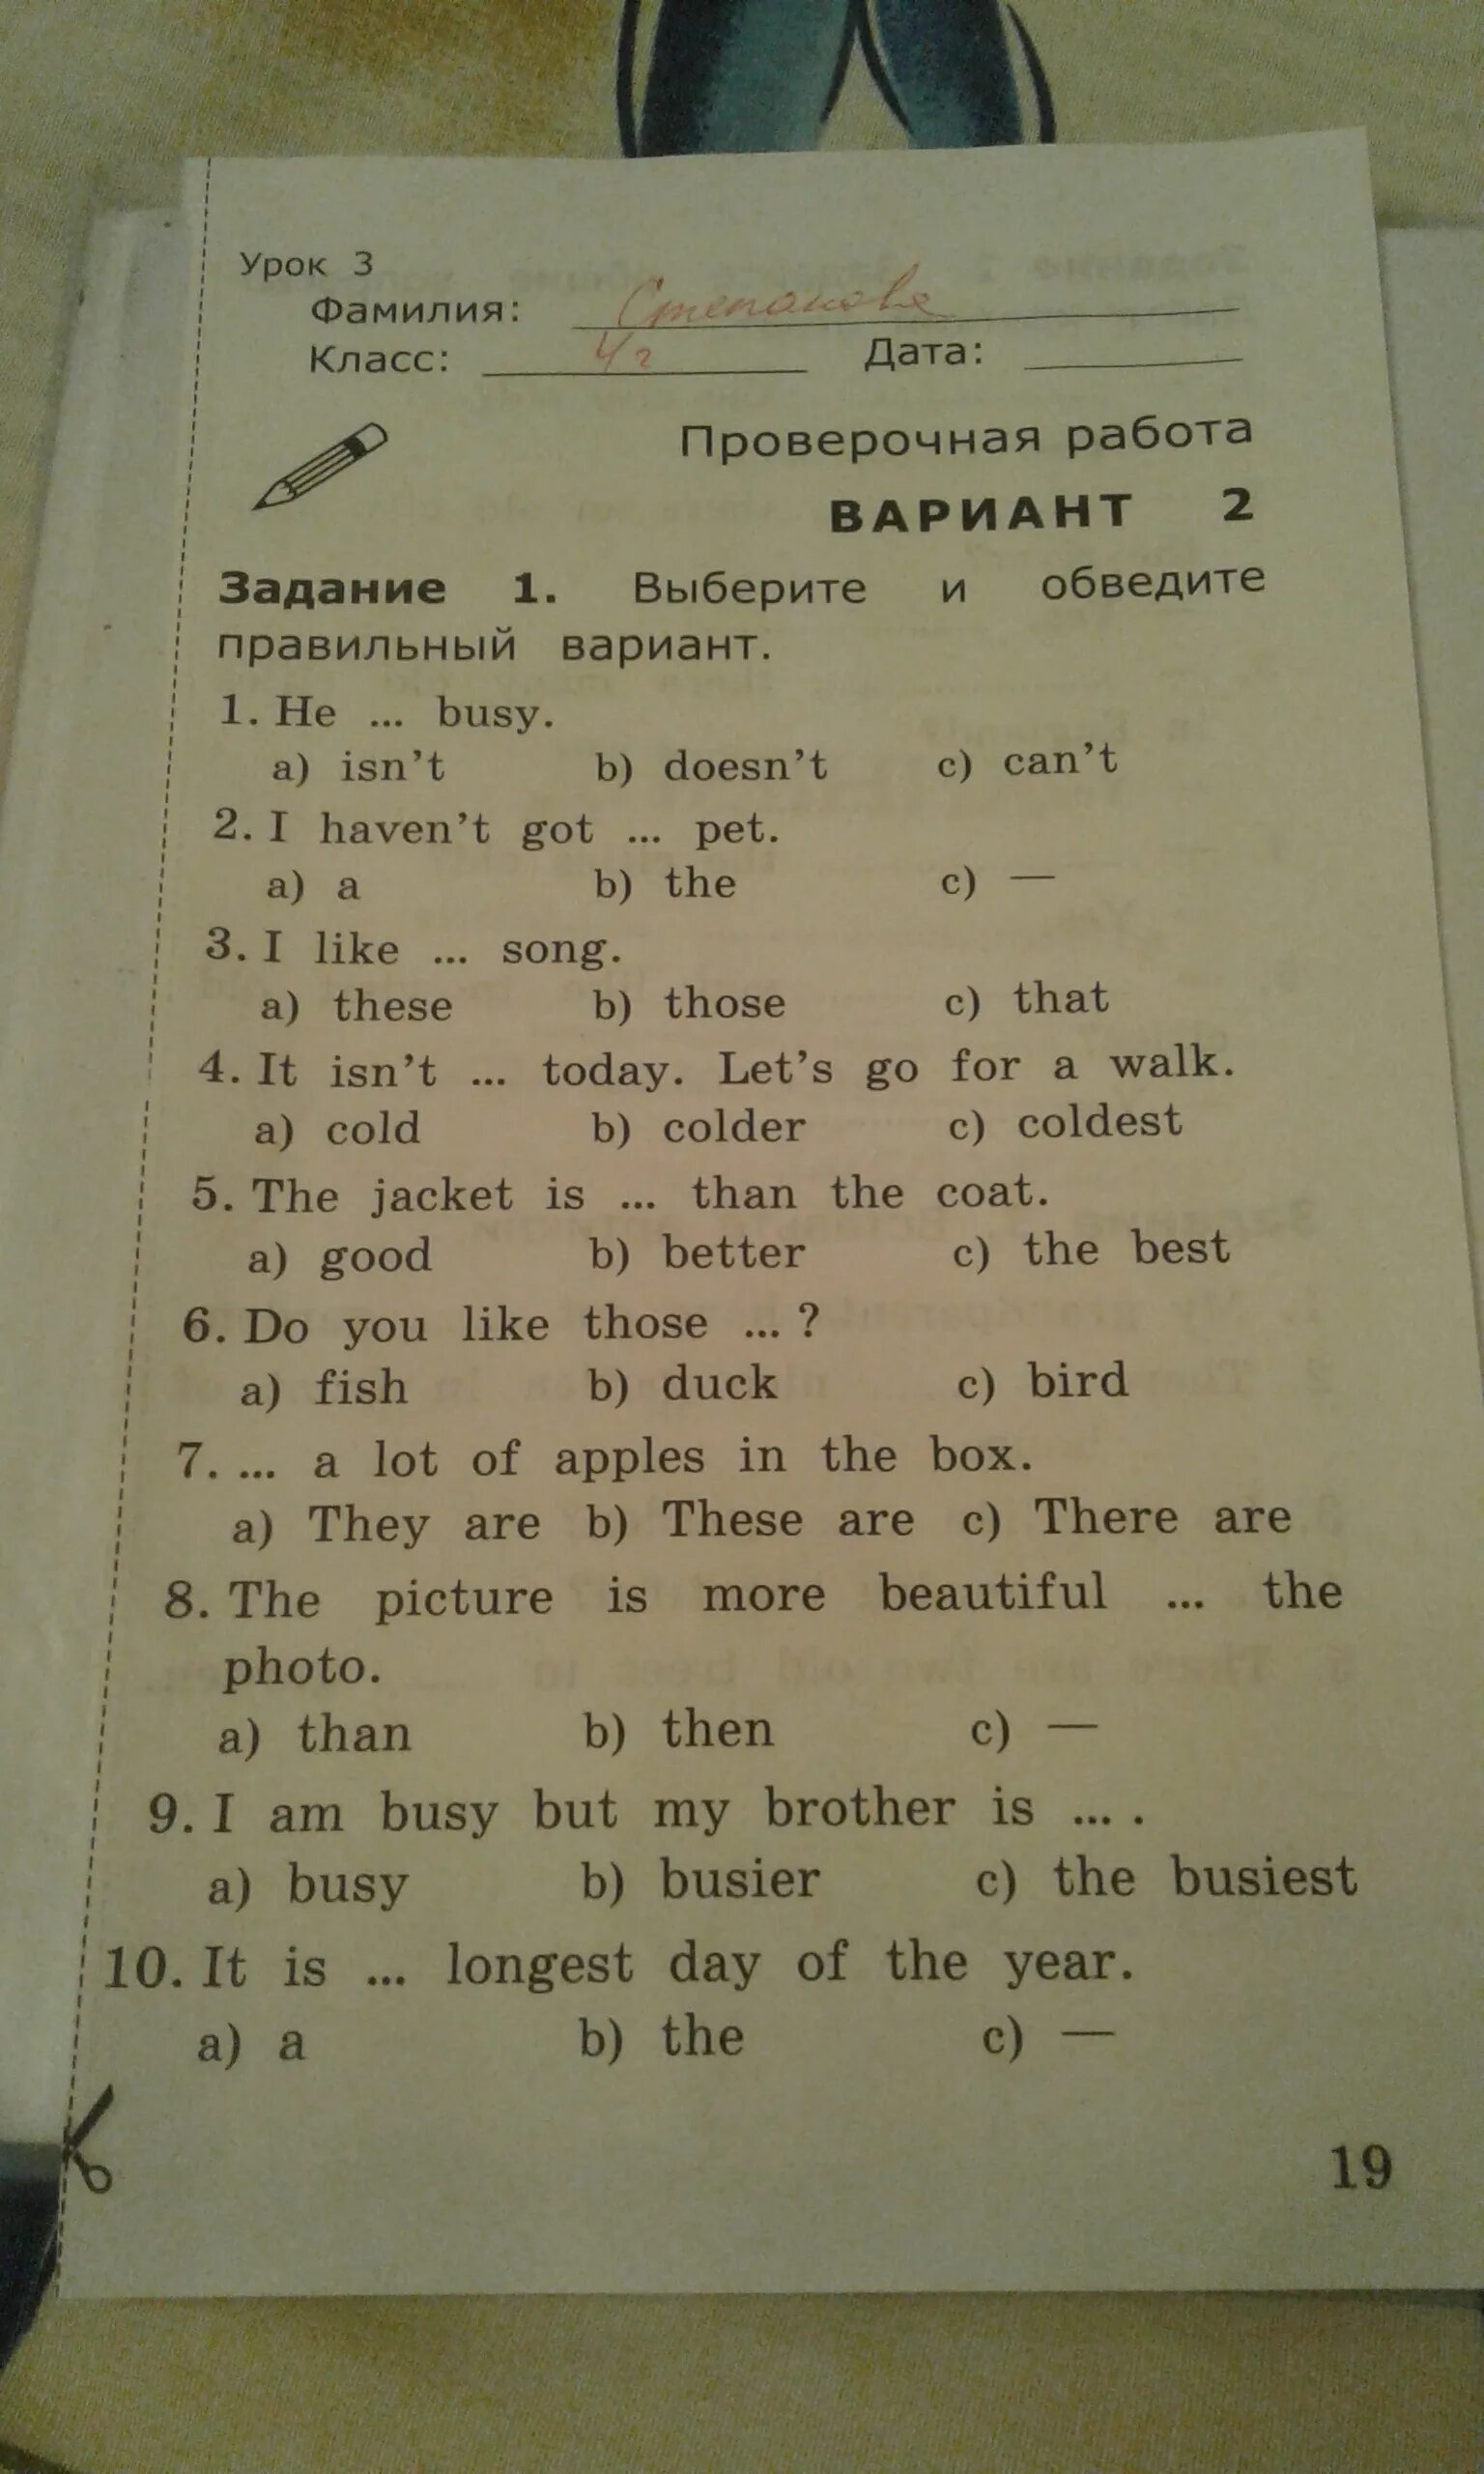 Урок 3
Фамилия: Степанова
Класс: 4г Дата:
Проверочная работа
ВАРИАНТ 2
Задание 1. Выберите и обведите
правильный вариант.
1. He ... busy.
a) isn't b) doesn't c) can't
2. I haven't got ... pet.
a) a b) the c) —
3. I like ... song.
a) these b) those c) that
4. It isn't ... today. Let's go for a walk.
a) cold b) colder c) coldest
5. The jacket is ... than the coat.
a) good b) better c) the best
6. Do you like those ... ?
a) fish b) duck c) bird
7. ... a lot of apples in the box.
a) They are b) These are c) There are
8. The picture is more beautiful ... the
photo.
a) than b) then c) —
9. I am busy but my brother is ... .
a) busy b) busier c) the busiest
10. It is ... longest day of the year.
a) a b) the c) —
19